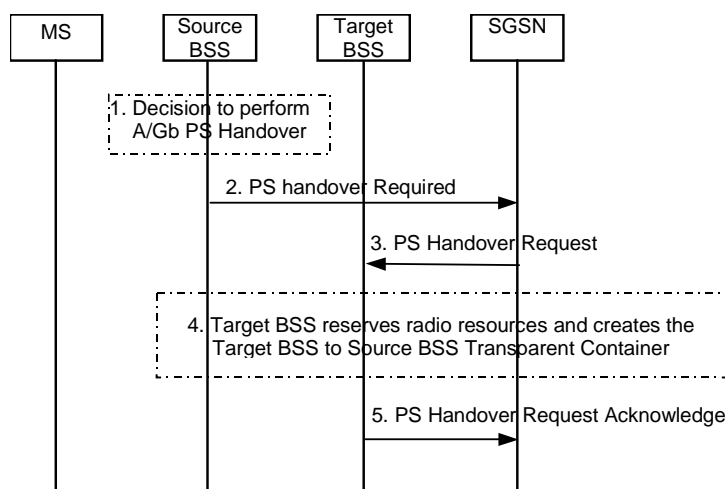 MS
Source
BSS
Target
BSS
SGSN
1. Decision to perform
A/Gb PS Handover
2. PS handover Required
3. PS Handover Request
4. Target BSS reserves radio resources and creates the
Target BSS to Source BSS Transparent Container
5. PS Handover Request Acknowledge